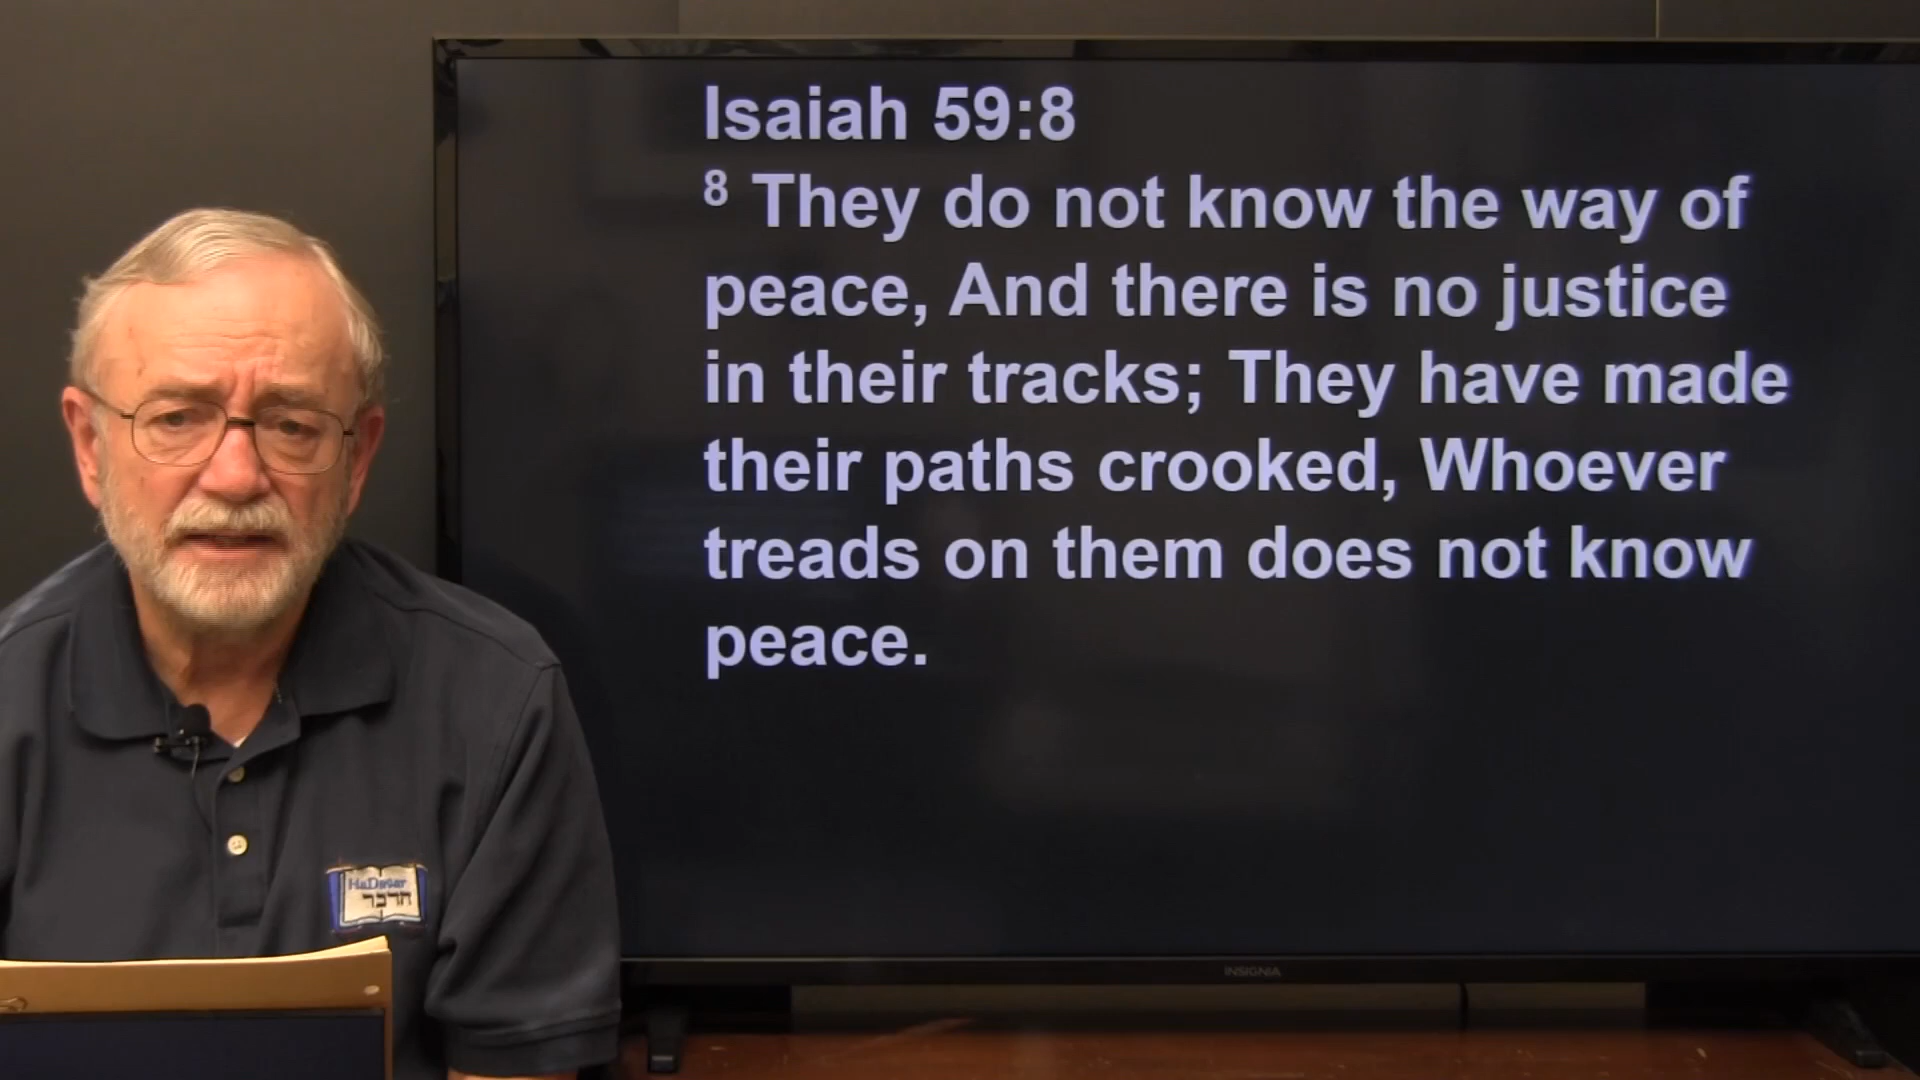 Isaiah 59:8
8 They do not know the way of
peace, And there is no justice
in their tracks; They have made
their paths crooked, Whoever
treads on them does not know
peace.
HaDavar
הדבר
INSIGNIA